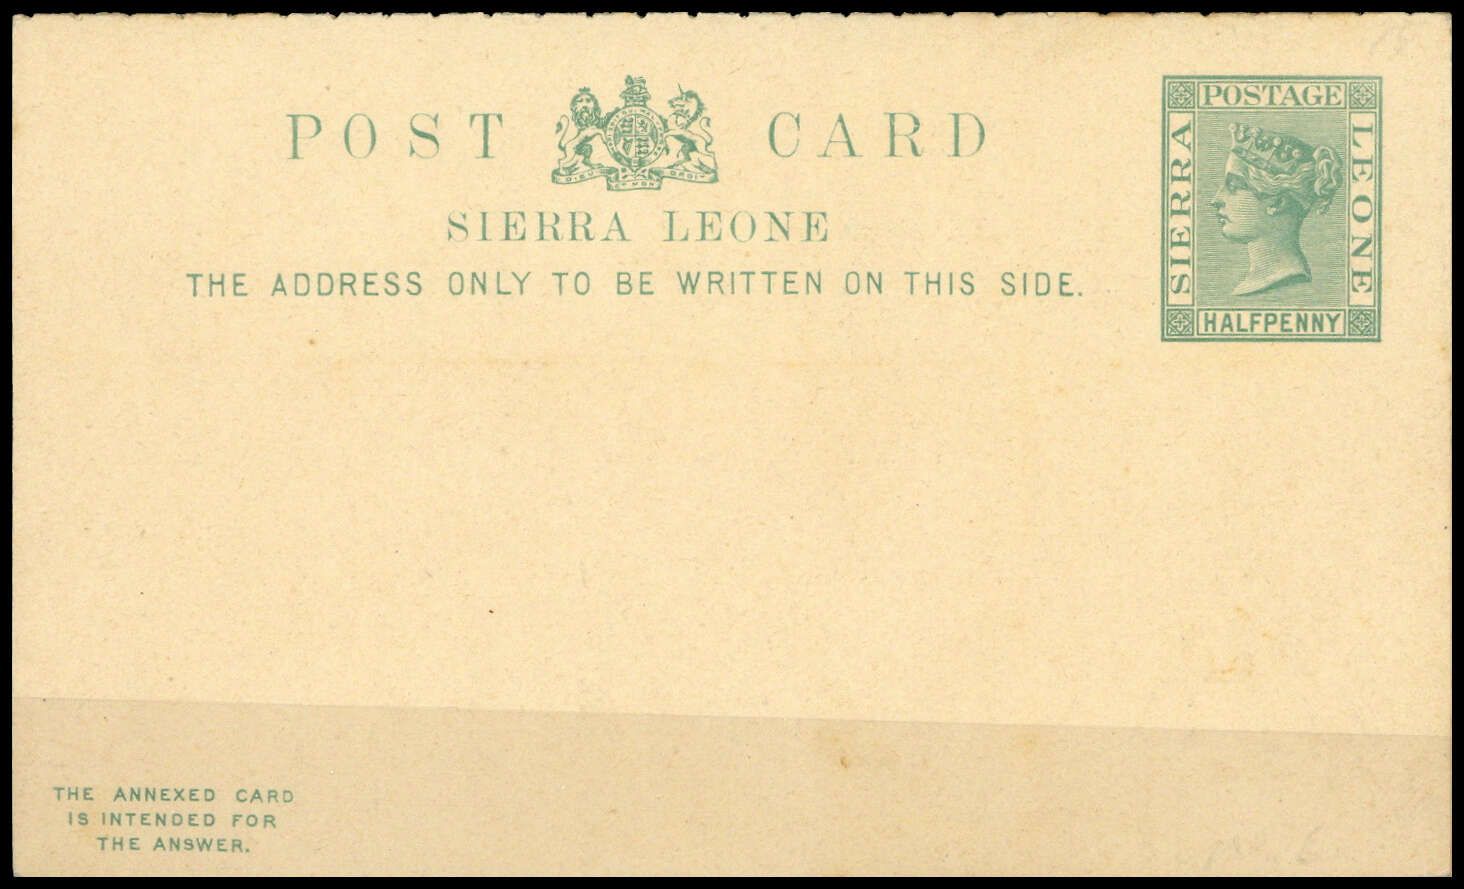 POST CARD
SIERRA LEONE
THE ADDRESS ONLY TO BE WRITTEN ON THIS SIDE.
POSTAGE
SIERRA
LEONE
HALFPENNY
THE ANNEXED CARD
IS INTENDED FOR
THE ANSWER.